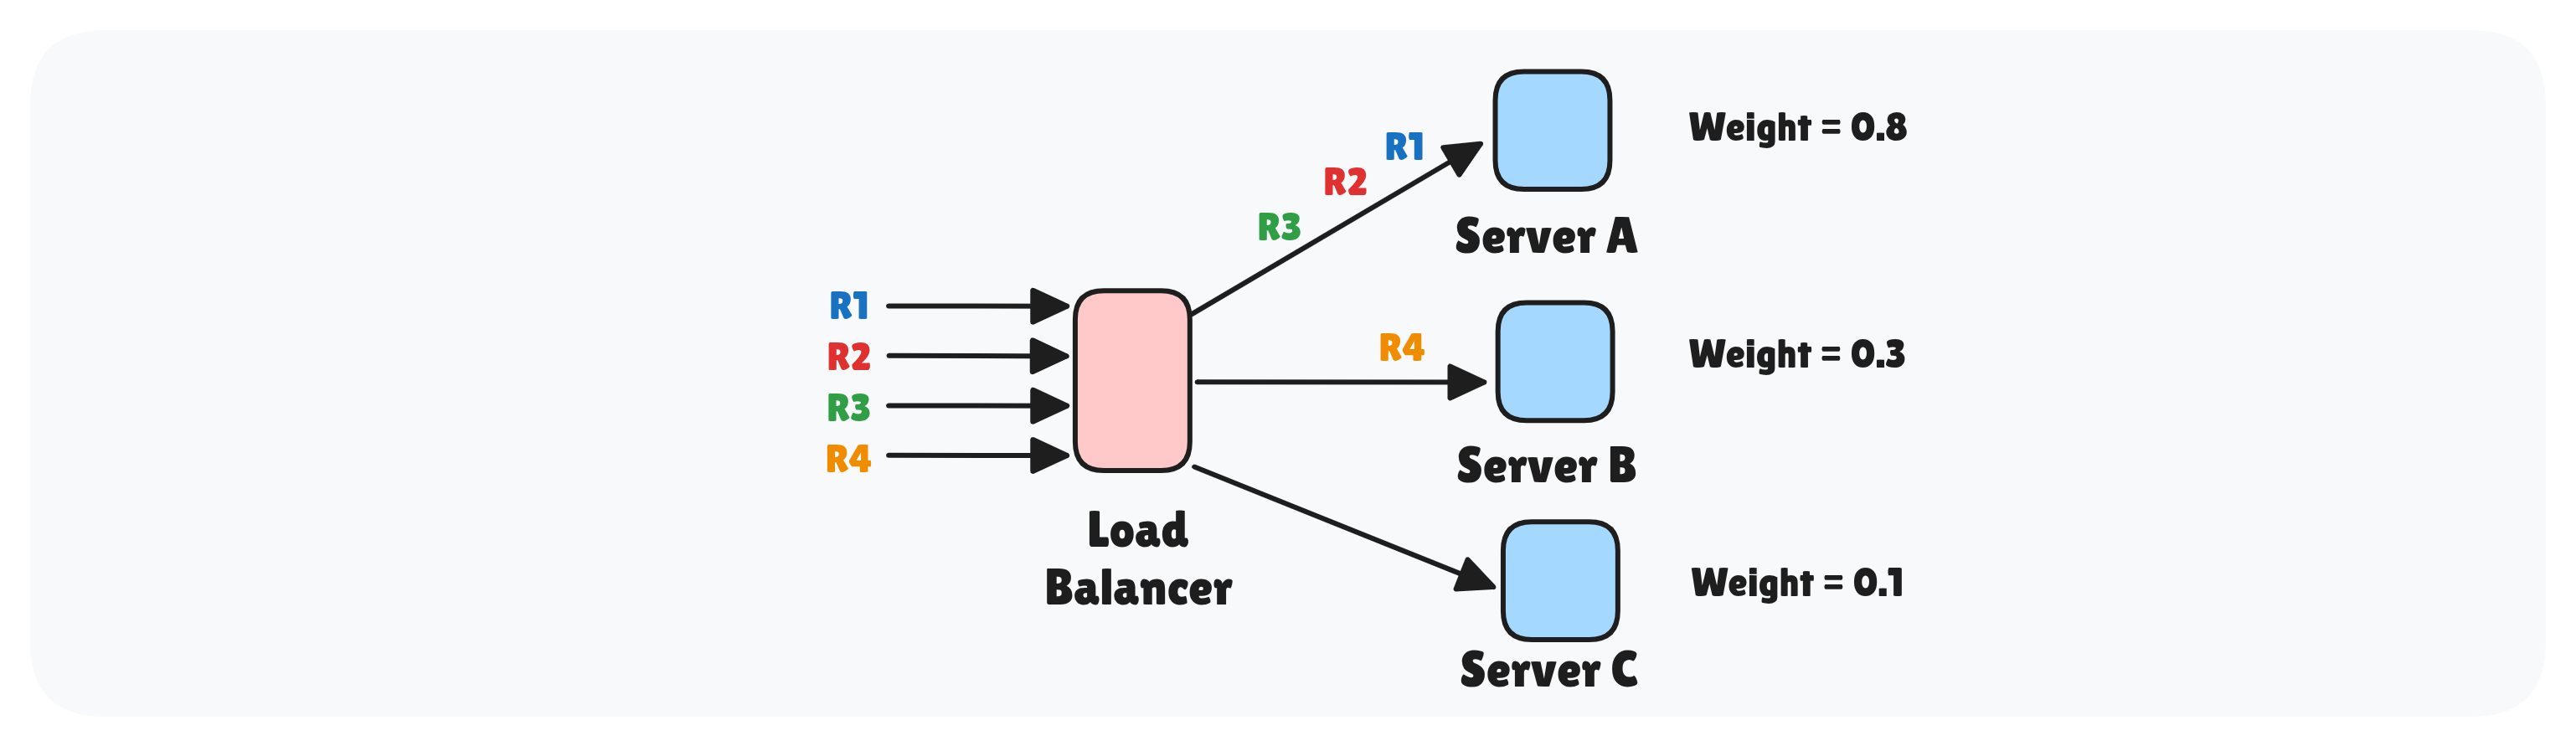 R1
R2
R3
R4
Load
Balancer
R1
R2
R3
R4
Server A
Weight = 0.8
Server B
Weight = 0.3
Server C
Weight = 0.1